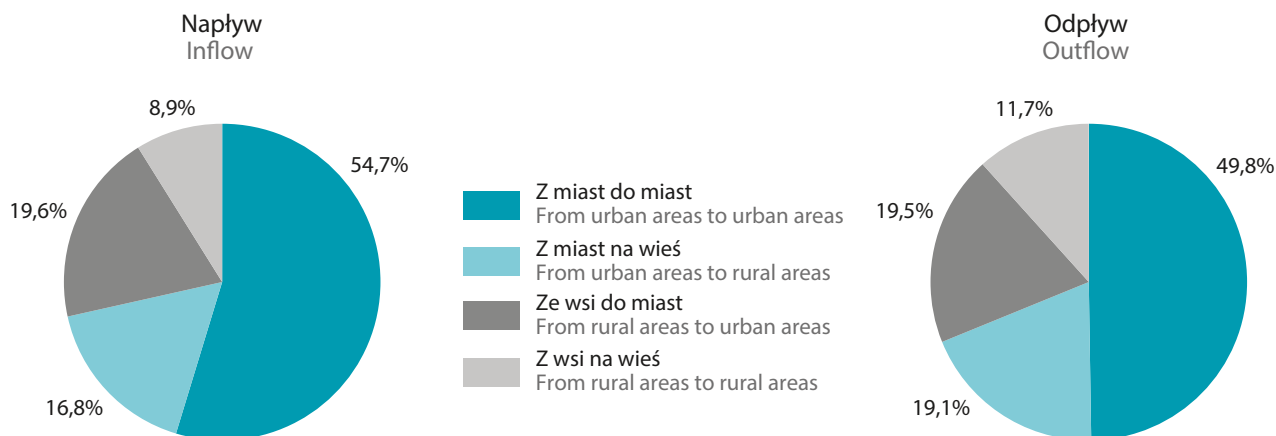 Napływ
Inflow
8,9%
54,7%
19,6%
16,8%
Z miast do miast
From urban areas to urban areas
Z miast na wieś
From urban areas to rural areas
Ze wsi do miast
From rural areas to urban areas
Z wsi na wieś
From rural areas to rural areas
Odpływ
Outflow
11,7%
49,8%
19,5%
19,1%